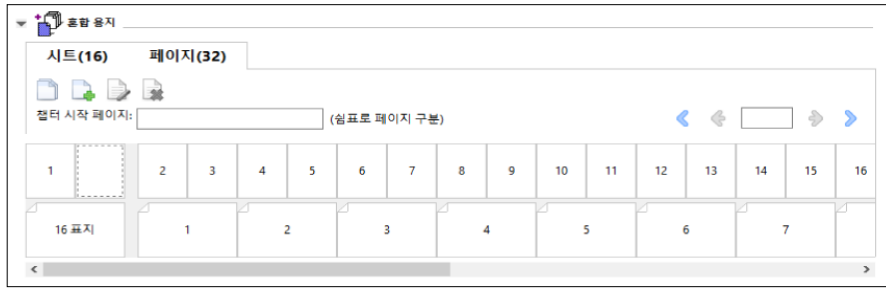 혼합 용지
시트(16) 페이지(32)
챕터 시작 페이지: (쉼표로 페이지 구분)
1 2 3 4 5 6 7 8 9 10 11 12 13 14 15 16
16 표지 1 2 3 4 5 6 7